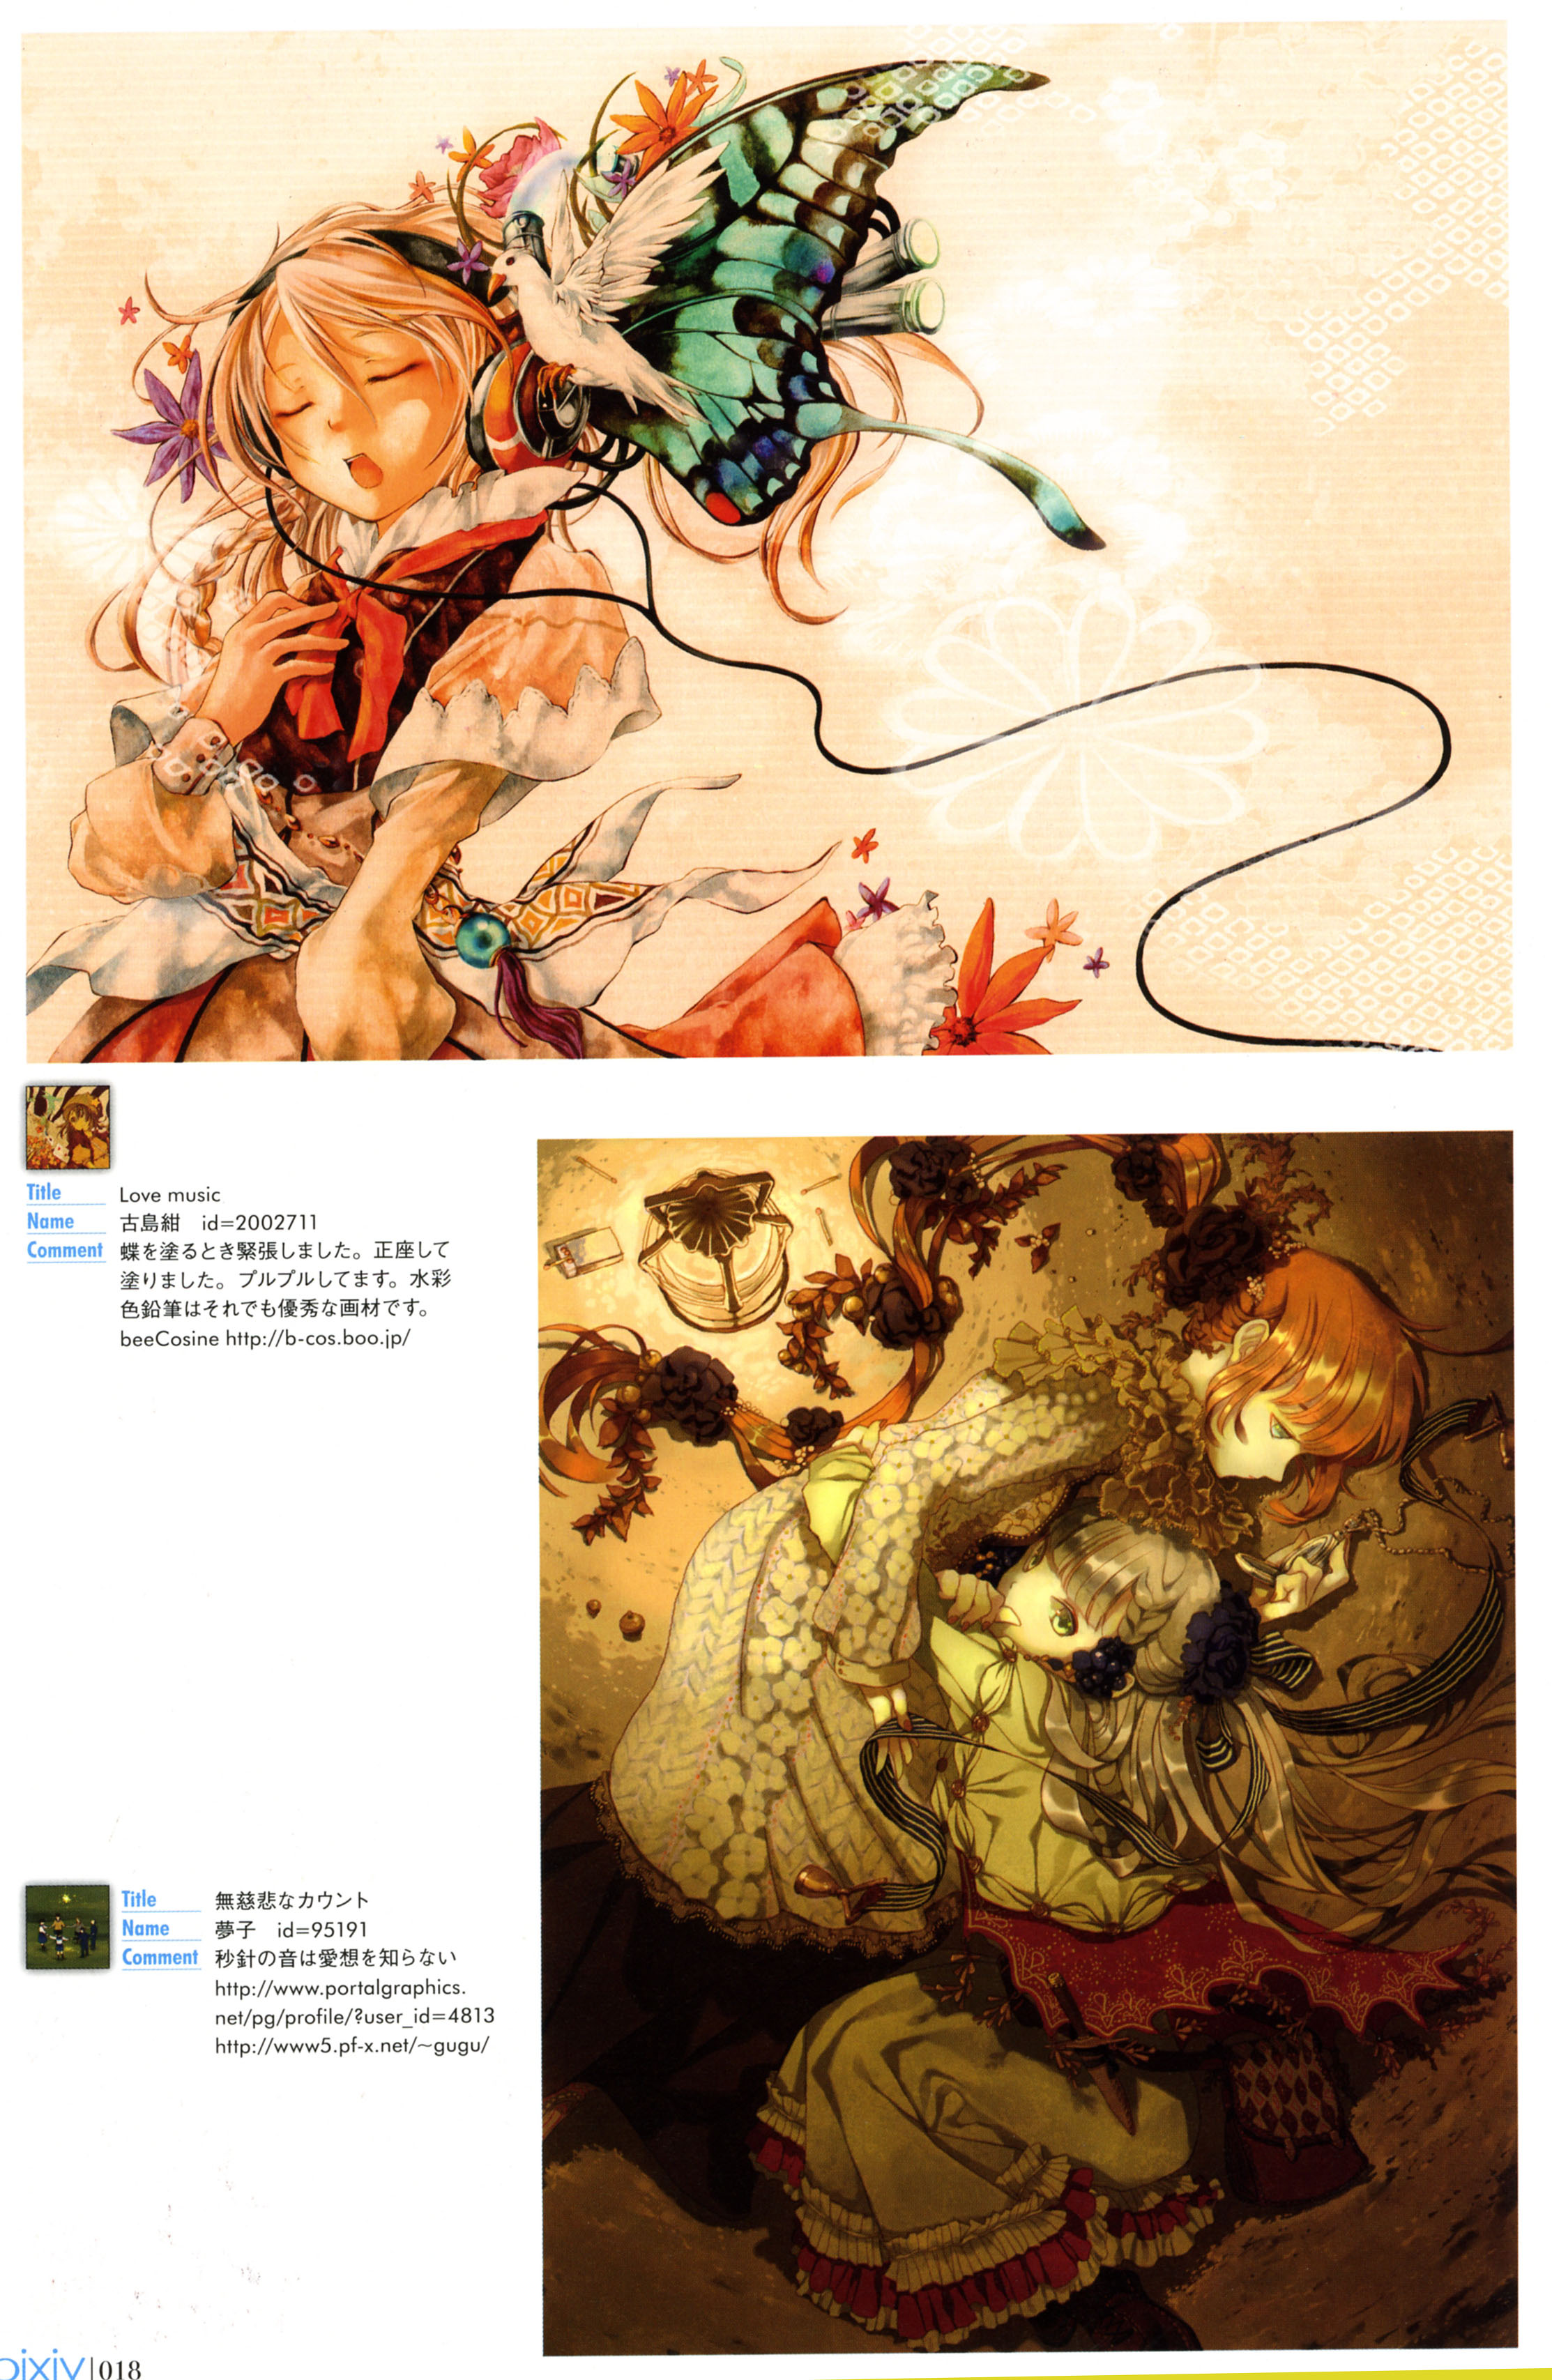 Title Love music
Name 古島紺　id=2002711
Comment 蝶を塗るとき緊張しました。正座して
塗りました。プルプルしてます。水彩
色鉛筆はそれでも優秀な画材です。
beeCosine http://b-cos.boo.jp/
Title 無慈悲なカウント
Name 夢子　id=95191
Comment 秒針の音は愛想を知らない
http://www.portalgraphics.
net/pg/profile/?user_id=4813
http://www5.pf-x.net/~gugu/
pixiv|018